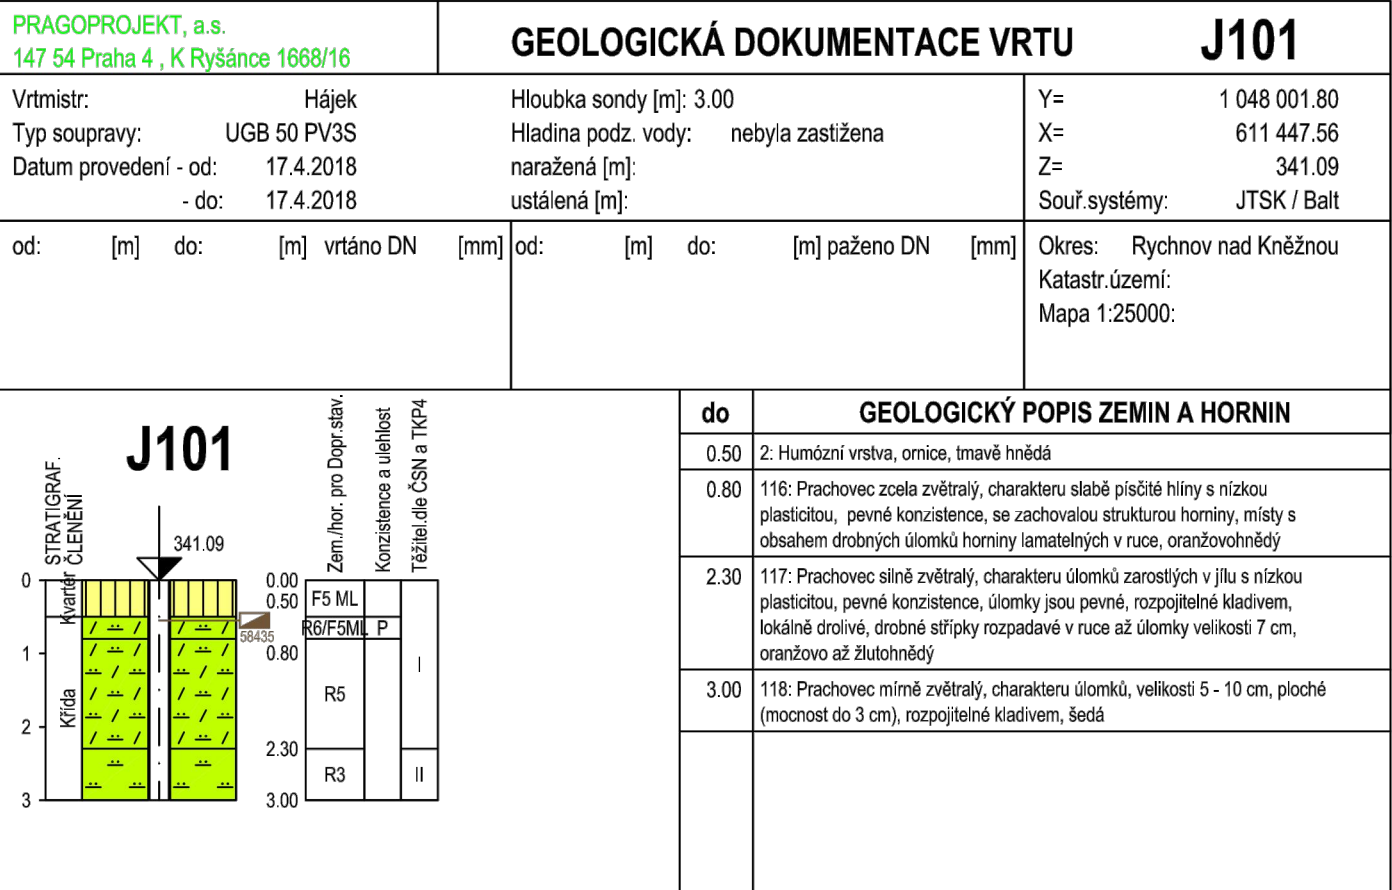 PRAGOPROJEKT, a.s.
147 54 Praha 4 , K Ryšánce 1668/16
GEOLOGICKÁ DOKUMENTACE VRTU J101
Vrtmistr: Hájek
Typ soupravy: UGB 50 PV3S
Datum provedení - od: 17.4.2018
- do: 17.4.2018
Hloubka sondy [m]: 3.00
Hladina podz. vody: nebyla zastižena
naražená [m]:
ustálená [m]:
Y= 1 048 001.80
X= 611 447.56
Z= 341.09
Souř.systémy: JTSK / Balt
od: [m] do: [m] vrtáno DN [mm]
od: [m] do: [m] paženo DN [mm]
Okres: Rychnov nad Kněžnou
Katastr.území:
Mapa 1:25000:
J101
STRATIGRAF.
ČLENĚNÍ
Zem./hor. pro Dopr.stav.
Konzistence a ulehlost
Těžitel.dle ČSN a TKP4
341.09
0
1
2
3
Kvartér
Křída
58435
0.00
0.50
0.80
2.30
3.00
F5 ML
R6/F5ML P
R5
I
R3
II
do GEOLOGICKÝ POPIS ZEMIN A HORNIN
0.50 2: Humózní vrstva, ornice, tmavě hnědá
0.80 116: Prachovec zcela zvětralý, charakteru slabě písčité hlíny s nízkou
plasticitou, pevné konzistence, se zachovalou strukturou horniny, místy s
obsahem drobných úlomků horniny lamatelných v ruce, oranžovohnědý
2.30 117: Prachovec silně zvětralý, charakteru úlomků zarostlých v jílu s nízkou
plasticitou, pevné konzistence, úlomky jsou pevné, rozpojitelné kladivem,
lokálně drolivé, drobné střípky rozpadavé v ruce až úlomky velikosti 7 cm,
oranžovo až žlutohnědý
3.00 118: Prachovec mírně zvětralý, charakteru úlomků, velikosti 5 - 10 cm, ploché
(mocnost do 3 cm), rozpojitelné kladivem, šedá